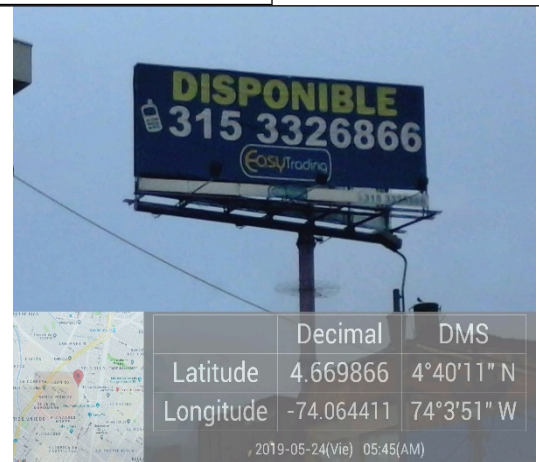 DISPONIBLE
315 3326866
EasyTrading
Decimal DMS
Latitude 4.669866 4°40'11" N
Longitude -74.064411 74°3'51" W
2019-05-24(Vie) 05:45(AM)